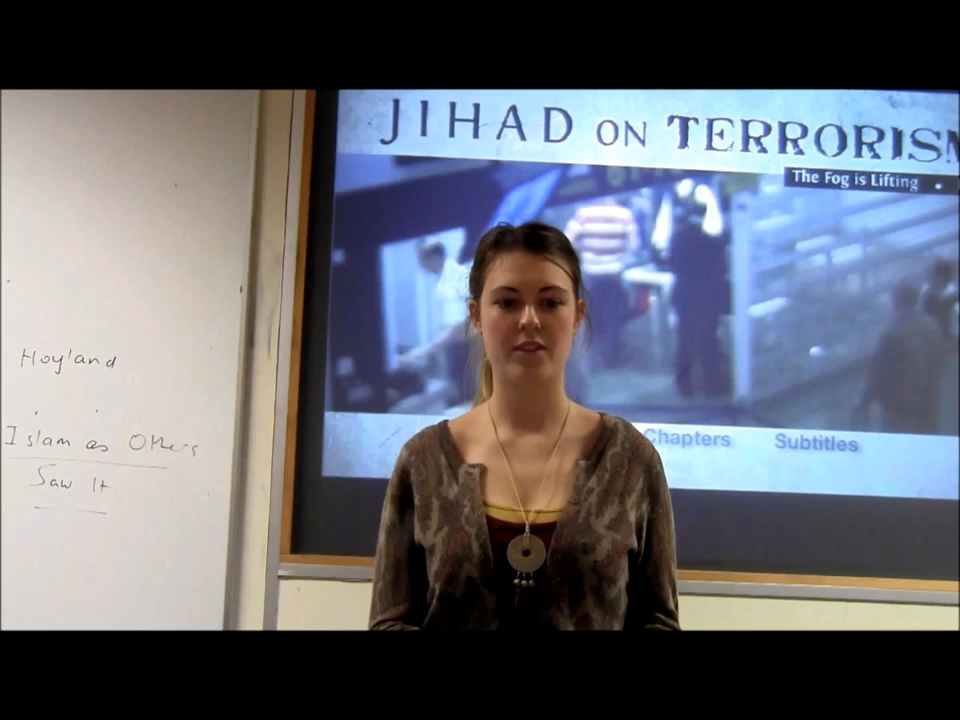 JIHAD ON TERRORISM
The Fog is Lifting •
Chapters Subtitles
Hoyland
Islam as Others
Saw It